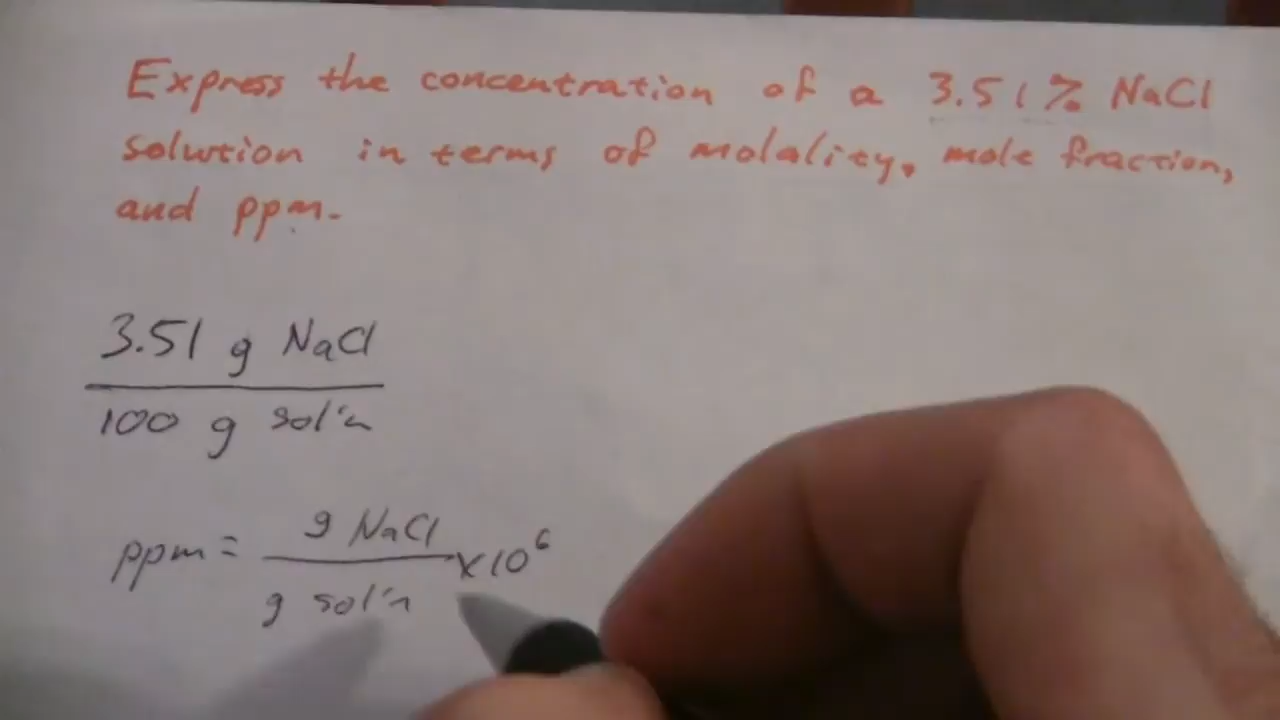 Express the concentration of a 3.51% NaCl
solution in terms of molality, mole fraction,
and ppm.
3.51 g NaCl
100 g sol'n
ppm = g NaCl x10⁶
g sol'n